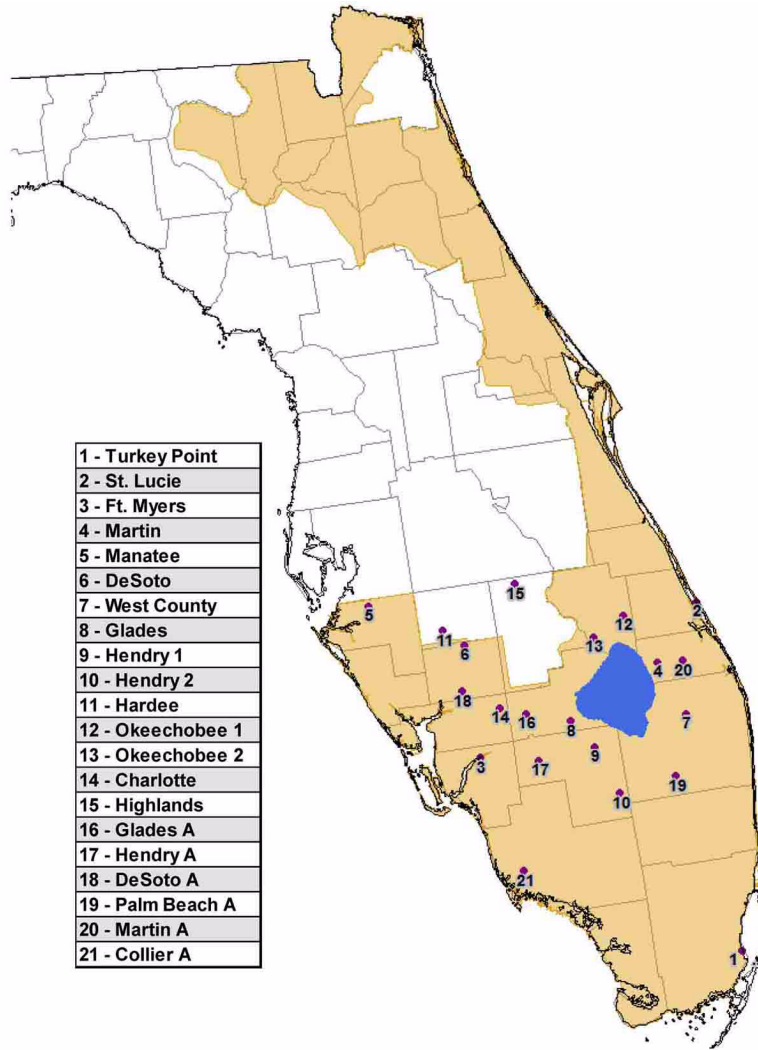 1 - Turkey Point
2 - St. Lucie
3 - Ft. Myers
4 - Martin
5 - Manatee
6 - DeSoto
7 - West County
8 - Glades
9 - Hendry 1
10 - Hendry 2
11 - Hardee
12 - Okeechobee 1
13 - Okeechobee 2
14 - Charlotte
15 - Highlands
16 - Glades A
17 - Hendry A
18 - DeSoto A
19 - Palm Beach A
20 - Martin A
21 - Collier A
15
5
2
12
11
13
6
4
20
18
14
16
8
7
9
3
17
19
10
21
1